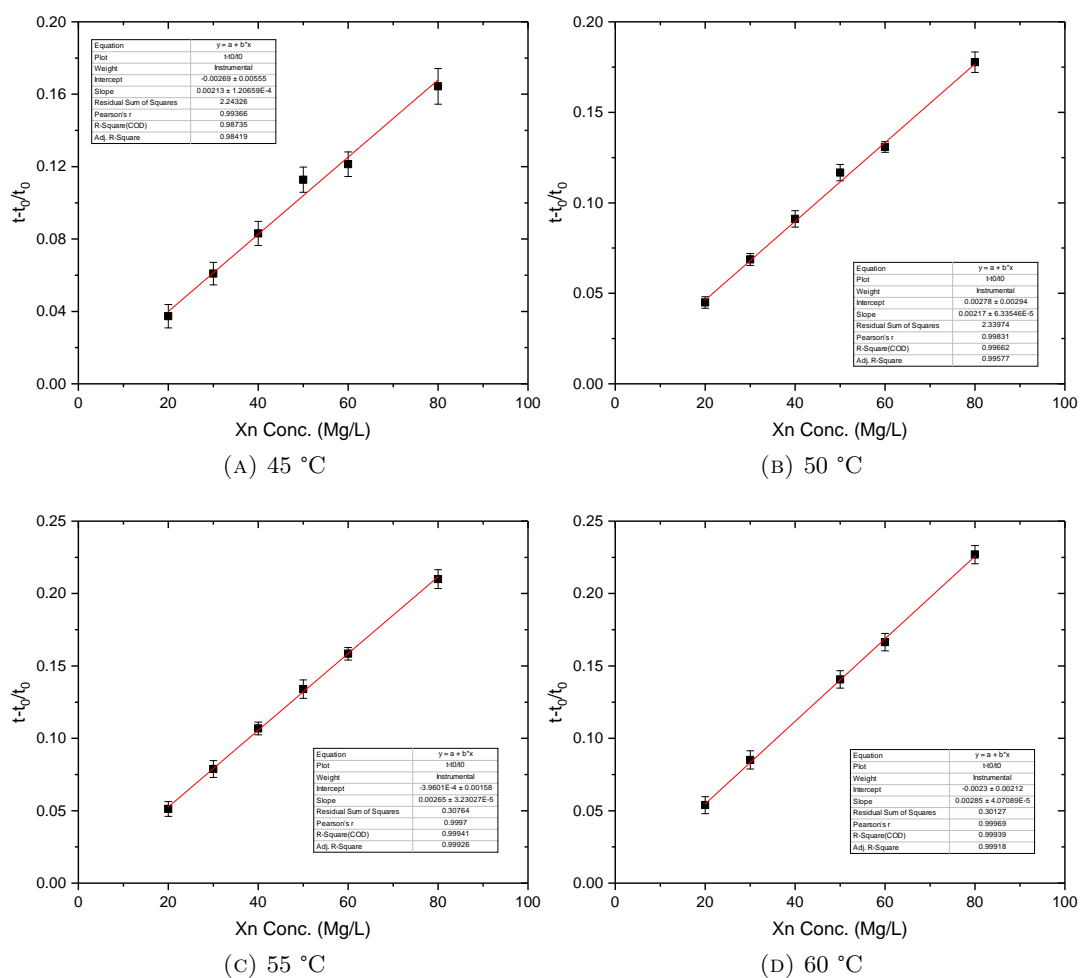 0.20
0.16
0.12
0.08
0.04
0.00
t-t0/t0
0 20 40 60 80 100
Xn Conc. (Mg/L)
Equation y = a + b*x
Plot t-t0/t0
Weight Instrumental
Intercept -0.00269 ± 0.00555
Slope 0.00213 ± 1.20659E-4
Residual Sum of Squares 2.24326
Pearson's r 0.99366
R-Square(COD) 0.98735
Adj. R-Square 0.98419
(A) 45 °C
0.20
0.15
0.10
0.05
0.00
t-t0/t0
0 20 40 60 80 100
Xn Conc. (Mg/L)
Equation y = a + b*x
Plot t-t0/t0
Weight Instrumental
Intercept 0.00278 ± 0.00294
Slope 0.00217 ± 6.33546E-5
Residual Sum of Squares 2.33974
Pearson's r 0.99831
R-Square(COD) 0.99662
Adj. R-Square 0.99577
(B) 50 °C
0.25
0.20
0.15
0.10
0.05
0.00
t-t0/t0
0 20 40 60 80 100
Xn Conc. (Mg/L)
Equation y = a + b*x
Plot t-t0/t0
Weight Instrumental
Intercept -3.9601E-4 ± 0.00158
Slope 0.00265 ± 3.23027E-5
Residual Sum of Squares 0.30764
Pearson's r 0.9997
R-Square(COD) 0.99941
Adj. R-Square 0.99926
(C) 55 °C
0.25
0.20
0.15
0.10
0.05
0.00
t-t0/t0
0 20 40 60 80 100
Xn Conc. (Mg/L)
Equation y = a + b*x
Plot t-t0/t0
Weight Instrumental
Intercept -0.0023 ± 0.00212
Slope 0.00285 ± 4.07089E-5
Residual Sum of Squares 0.30127
Pearson's r 0.99969
R-Square(COD) 0.99939
Adj. R-Square 0.99918
(D) 60 °C